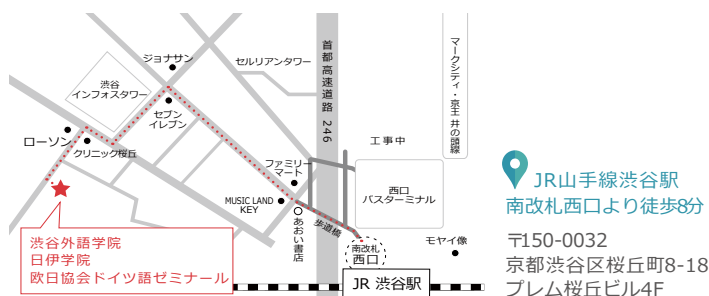 ジョナサン
セルリアンタワー
首都高速道路 246
マークシティ・京王 井の頭線
渋谷
インフォスタワー
セブン
イレブン
工事中
ローソン
クリニック桜丘
ファミリー
マート
西口
バスターミナル
MUSIC LAND
KEY
あおい書店
歩道橋
南改札
西口
モヤイ像
JR 渋谷駅
渋谷外語学院
日伊学院
欧日協会ドイツ語ゼミナール
JR山手線渋谷駅
南改札西口より徒歩8分
〒150-0032
京都渋谷区桜丘町8-18
プレム桜丘ビル4F